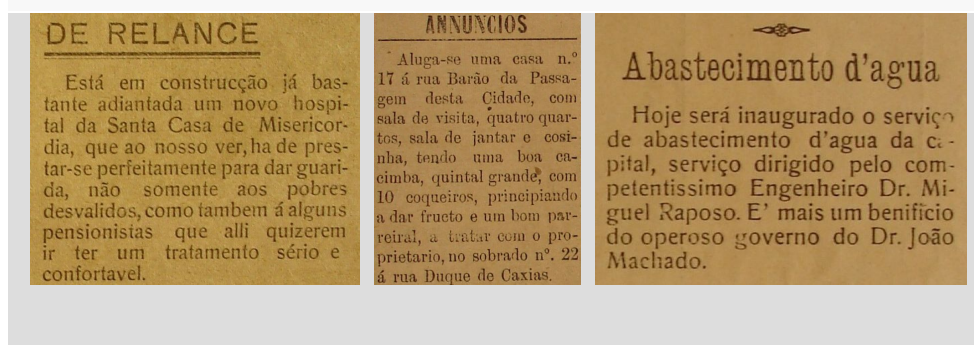 DE RELANCE
Está em construcção já bas-
tante adiantada um novo hospi-
tal da Santa Casa de Misericor-
dia, que ao nosso ver, ha de pres-
tar-se perfeitamente para dar guari-
da, não somente aos pobres
desvalidos, como tambem á alguns
pensionistas que alli quizerem
ir ter um tratamento sério e
confortavel.
ANNUNCIOS
Aluga-se uma casa n.º
17 á rua Barão da Passa-
gem desta Cidade, com
sala de visita, quatro quar-
tos, sala de jantar e cosi-
nha, tendo uma boa ca-
cimba, quintal grande, com
10 coqueiros, principiando
a dar fructo e um bom par-
reiral, a tratar com o pro-
prietario, no sobrado nº. 22
á rua Duque de Caxias.
Abastecimento d'agua
Hoje será inaugurado o serviço
de abastecimento d'agua da ca-
pital, serviço dirigido pelo com-
petentissimo Engenheiro Dr. Mi-
guel Raposo. E' mais um benificio
do operoso governo do Dr. João
Machado.